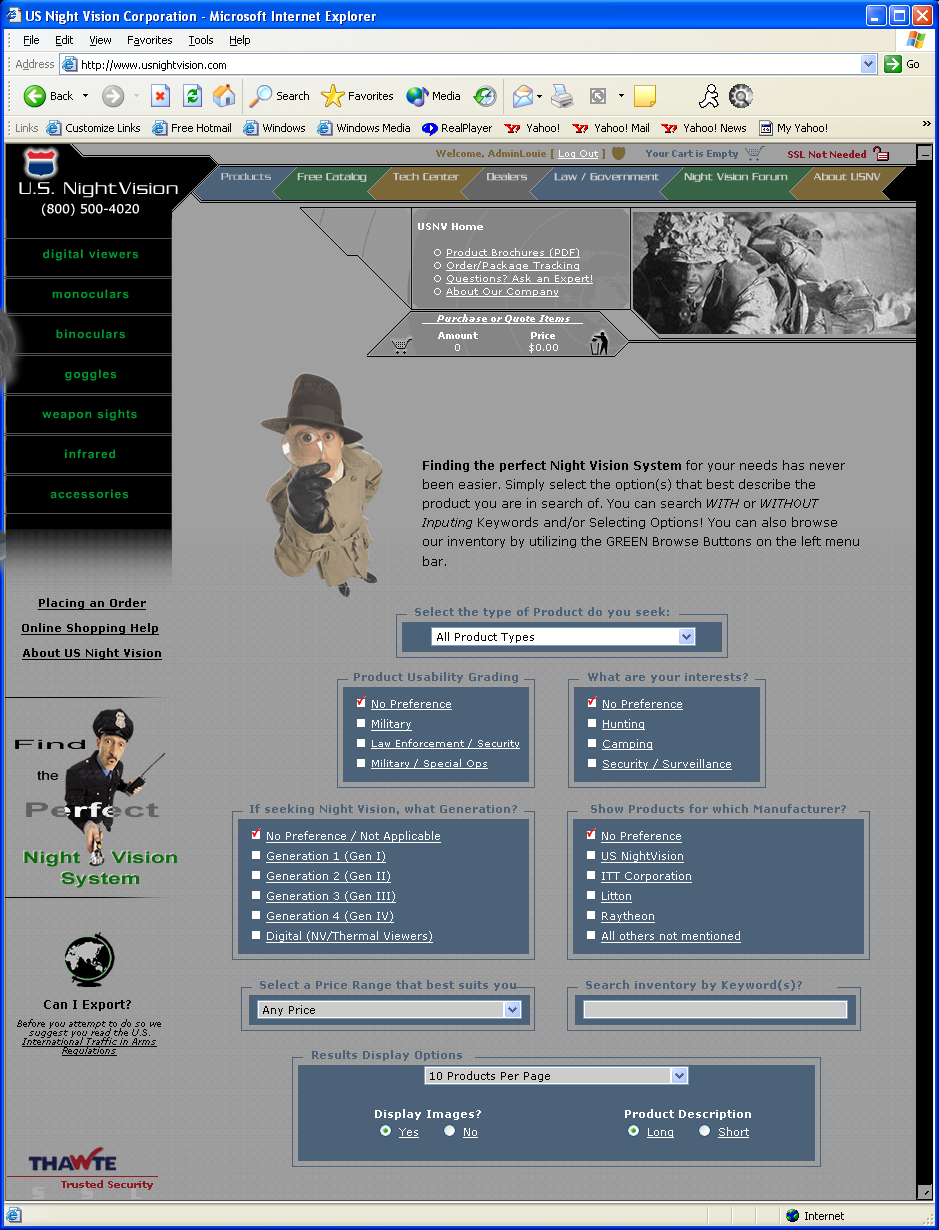 US Night Vision Corporation - Microsoft Internet Explorer
File Edit View Favorites Tools Help
Address http://www.usnightvision.com Go
Back Search Favorites Media
Links Customize Links Free Hotmail Windows Windows Media RealPlayer Yahoo! Yahoo! Mail Yahoo! News My Yahoo! »
Welcome, AdminLouie [ Log Out ] Your Cart is Empty SSL Not Needed
U.S. NightVision
(800) 500-4020
Products Free Catalog Tech Center Dealers Law / Government Night Vision Forum About USNV
USNV Home
Product Brochures (PDF)
Order/Package Tracking
Questions? Ask an Expert!
About Our Company
Purchase or Quote Items
Amount Price
0 $0.00
digital viewers
monoculars
binoculars
goggles
weapon sights
infrared
accessories
Placing an Order
Online Shopping Help
About US Night Vision
Find
the
Perfect
Night Vision
System
Can I Export?
Before you attempt to do so we
suggest you read the U.S.
International Traffic in Arms
Regulations
THAWTE
Trusted Security
S S L
Finding the perfect Night Vision System for your needs has never
been easier. Simply select the option(s) that best describe the
product you are in search of. You can search WITH or WITHOUT
Inputing Keywords and/or Selecting Options! You can also browse
our inventory by utilizing the GREEN Browse Buttons on the left menu
bar.
Select the type of Product do you seek:
All Product Types
Product Usability Grading
No Preference
Military
Law Enforcement / Security
Military / Special Ops
What are your interests?
No Preference
Hunting
Camping
Security / Surveillance
If seeking Night Vision, what Generation?
No Preference / Not Applicable
Generation 1 (Gen I)
Generation 2 (Gen II)
Generation 3 (Gen III)
Generation 4 (Gen IV)
Digital (NV/Thermal Viewers)
Show Products for which Manufacturer?
No Preference
US NightVision
ITT Corporation
Litton
Raytheon
All others not mentioned
Select a Price Range that best suits you
Any Price
Search inventory by Keyword(s)?
Results Display Options
10 Products Per Page
Display Images? Product Description
Yes No Long Short
Internet